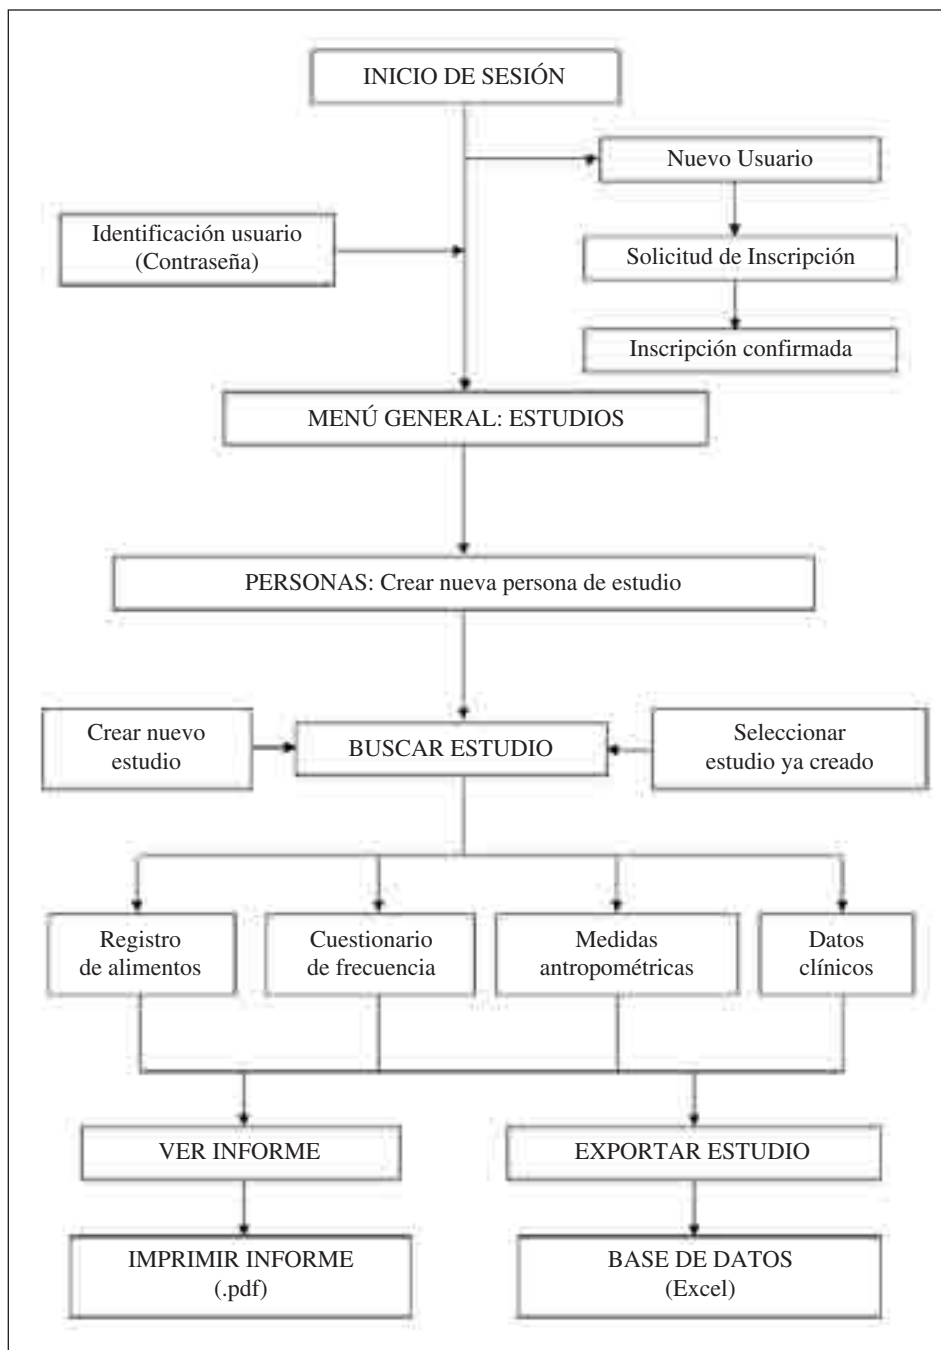 INICIO DE SESIÓN
Nuevo Usuario
Identificación usuario
(Contraseña)
Solicitud de Inscripción
Inscripción confirmada
MENÚ GENERAL: ESTUDIOS
PERSONAS: Crear nueva persona de estudio
Crear nuevo
estudio
BUSCAR ESTUDIO
Seleccionar
estudio ya creado
Registro
de alimentos
Cuestionario
de frecuencia
Medidas
antropométricas
Datos
clínicos
VER INFORME
EXPORTAR ESTUDIO
IMPRIMIR INFORME
(.pdf)
BASE DE DATOS
(Excel)